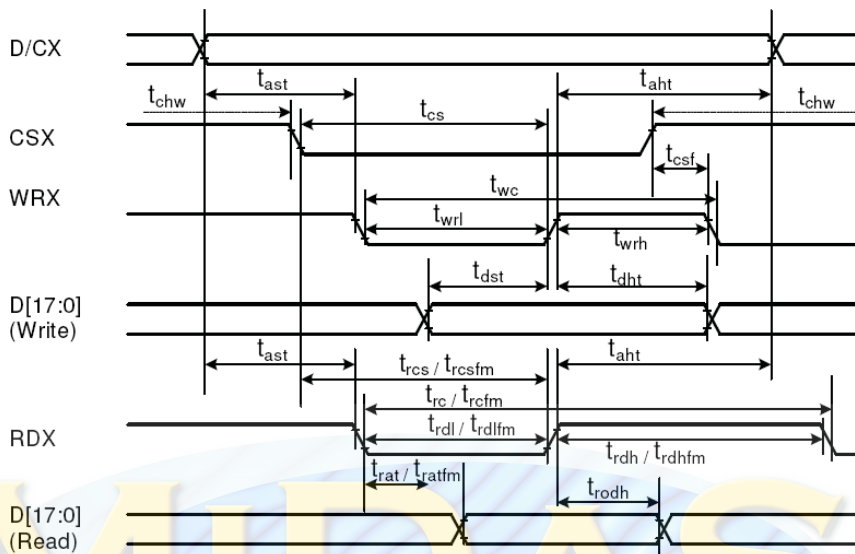 D/CX
t_ast
t_aht
t_chw
t_cs
t_chw
CSX
t_csf
WRX
t_wc
t_wrl
t_wrh
t_dst
t_dht
D[17:0]
(Write)
t_ast
t_rcs / t_rcsfm
t_aht
t_rc / t_rcfm
RDX
t_rdl / t_rdlfm
t_rdh / t_rdhfm
t_rat / t_ratfm
t_rodh
D[17:0]
(Read)
MIDAS